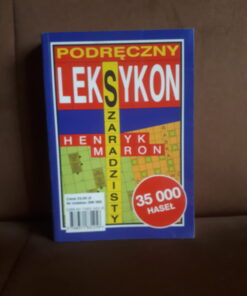 PODRĘCZNY
LEKSYKON
SZARADZISTY
HENRYK
MARON
35 000
HASEŁ